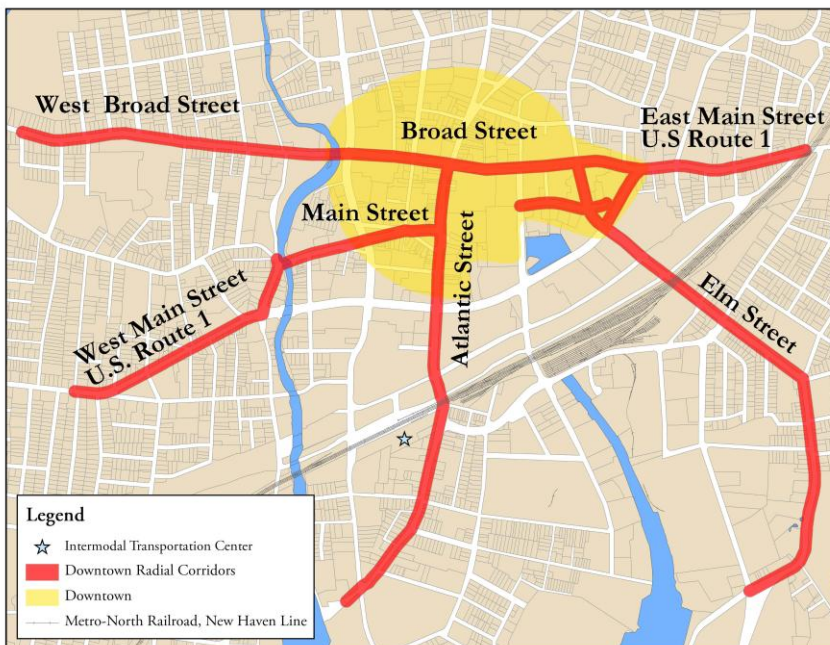 West Broad Street
Broad Street
East Main Street
U.S Route 1
Main Street
Atlantic Street
West Main Street
U.S. Route 1
Elm Street
Legend
Intermodal Transportation Center
Downtown Radial Corridors
Downtown
Metro-North Railroad, New Haven Line